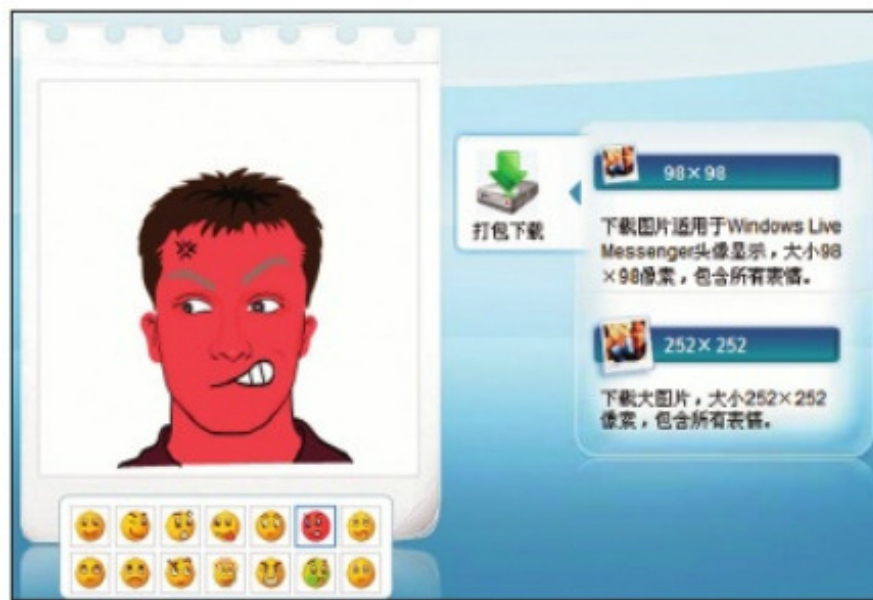 打包下载
98×98
下载图片适用于Windows Live
Messenger头像显示，大小98
×98像素，包含所有表情。
252×252
下载大图片，大小252×252
像素，包含所有表情。